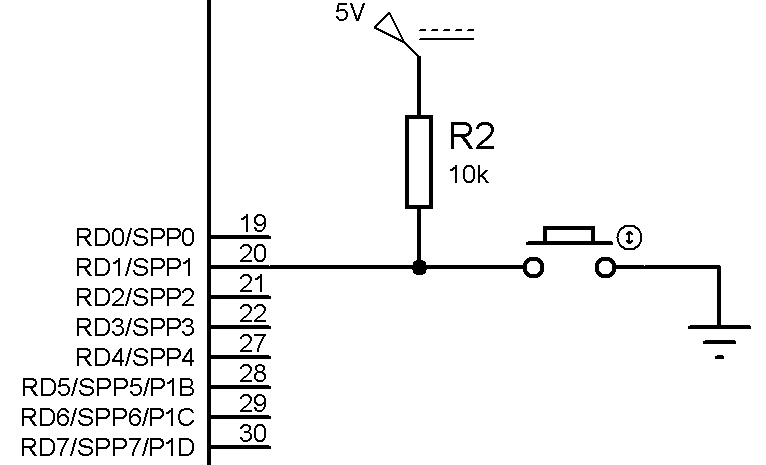 5V
R2
10k
RD0/SPP0 19
RD1/SPP1 20
RD2/SPP2 21
RD3/SPP3 22
RD4/SPP4 27
RD5/SPP5/P1B 28
RD6/SPP6/P1C 29
RD7/SPP7/P1D 30